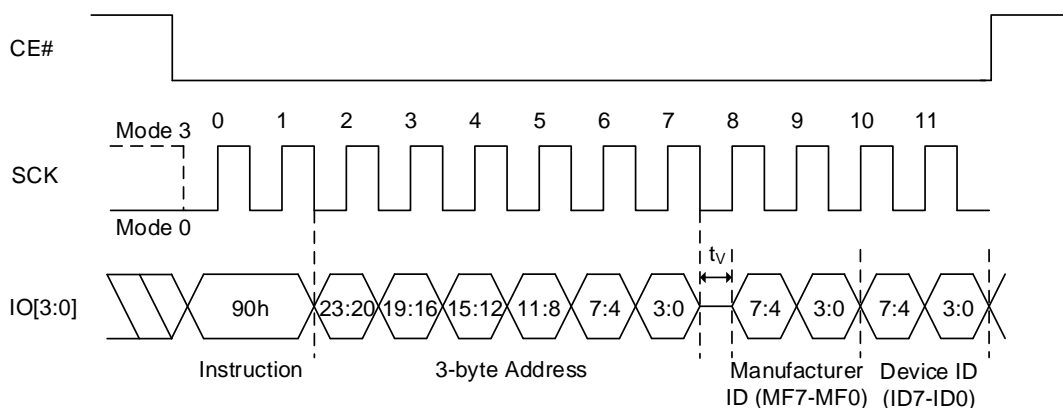 CE#
0 1 2 3 4 5 6 7 8 9 10 11
Mode 3
SCK
Mode 0
tV
IO[3:0]
90h 23:20 19:16 15:12 11:8 7:4 3:0 7:4 3:0 7:4 3:0
Instruction 3-byte Address Manufacturer Device ID
ID (MF7-MF0) (ID7-ID0)